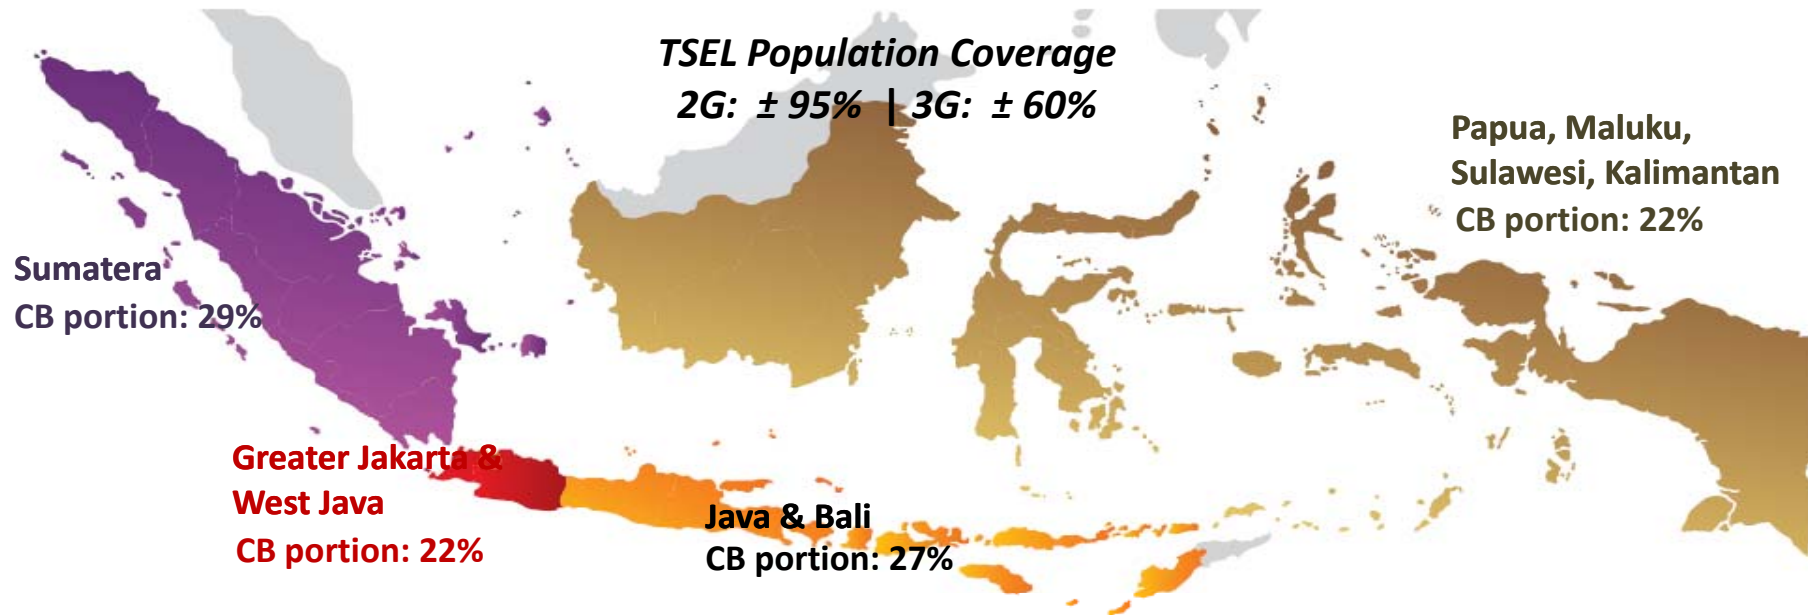 TSEL Population Coverage
2G: ± 95% | 3G: ± 60%
Papua, Maluku,
Sulawesi, Kalimantan
CB portion: 22%
Sumatera
CB portion: 29%
Greater Jakarta &
West Java
CB portion: 22%
Java & Bali
CB portion: 27%